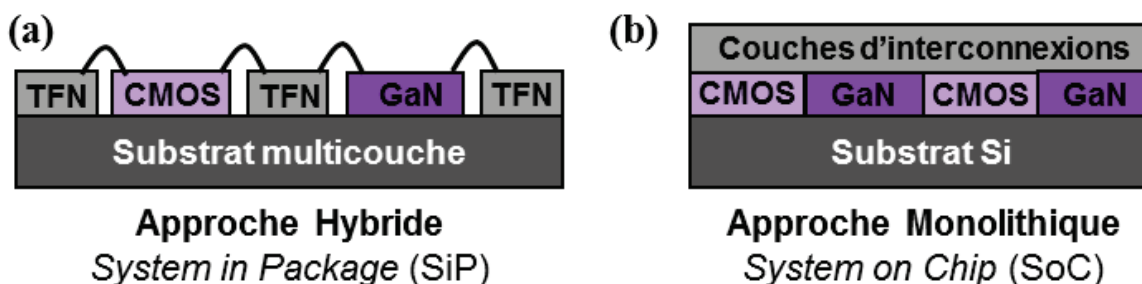 (a)
TFN CMOS TFN GaN TFN
Substrat multicouche
Approche Hybride
System in Package (SiP)
(b)
Couches d'interconnexions
CMOS GaN CMOS GaN
Substrat Si
Approche Monolithique
System on Chip (SoC)